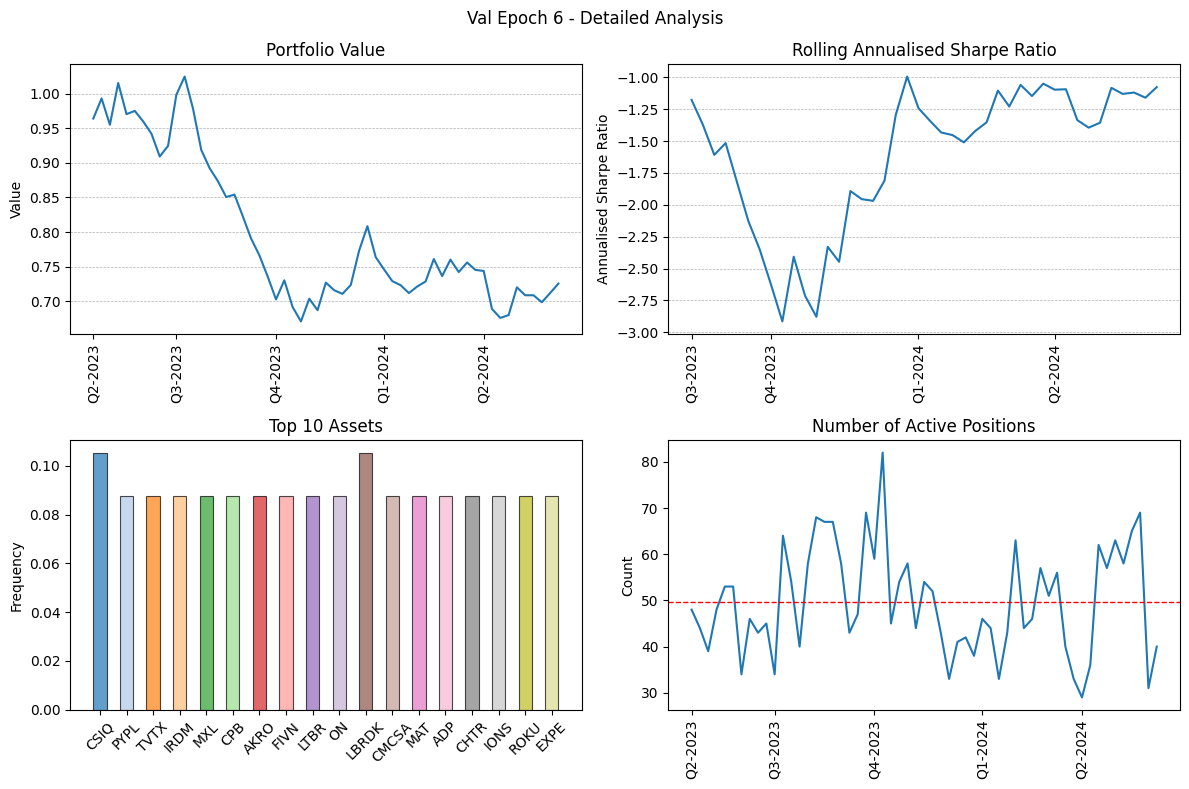 Val Epoch 6 - Detailed Analysis
Portfolio Value
Value
1.00
0.95
0.90
0.85
0.80
0.75
0.70
Q2-2023
Q3-2023
Q4-2023
Q1-2024
Q2-2024
Rolling Annualised Sharpe Ratio
Annualised Sharpe Ratio
−1.00
−1.25
−1.50
−1.75
−2.00
−2.25
−2.50
−2.75
−3.00
Q3-2023
Q4-2023
Q1-2024
Q2-2024
Top 10 Assets
Frequency
0.10
0.08
0.06
0.04
0.02
0.00
CSIQ
PYPL
TVTX
IRDM
MXL
CPB
AKRO
FIVN
LTBR
ON
LBRDK
CMCSA
MAT
ADP
CHTR
IONS
ROKU
EXPE
Number of Active Positions
Count
80
70
60
50
40
30
Q2-2023
Q3-2023
Q4-2023
Q1-2024
Q2-2024